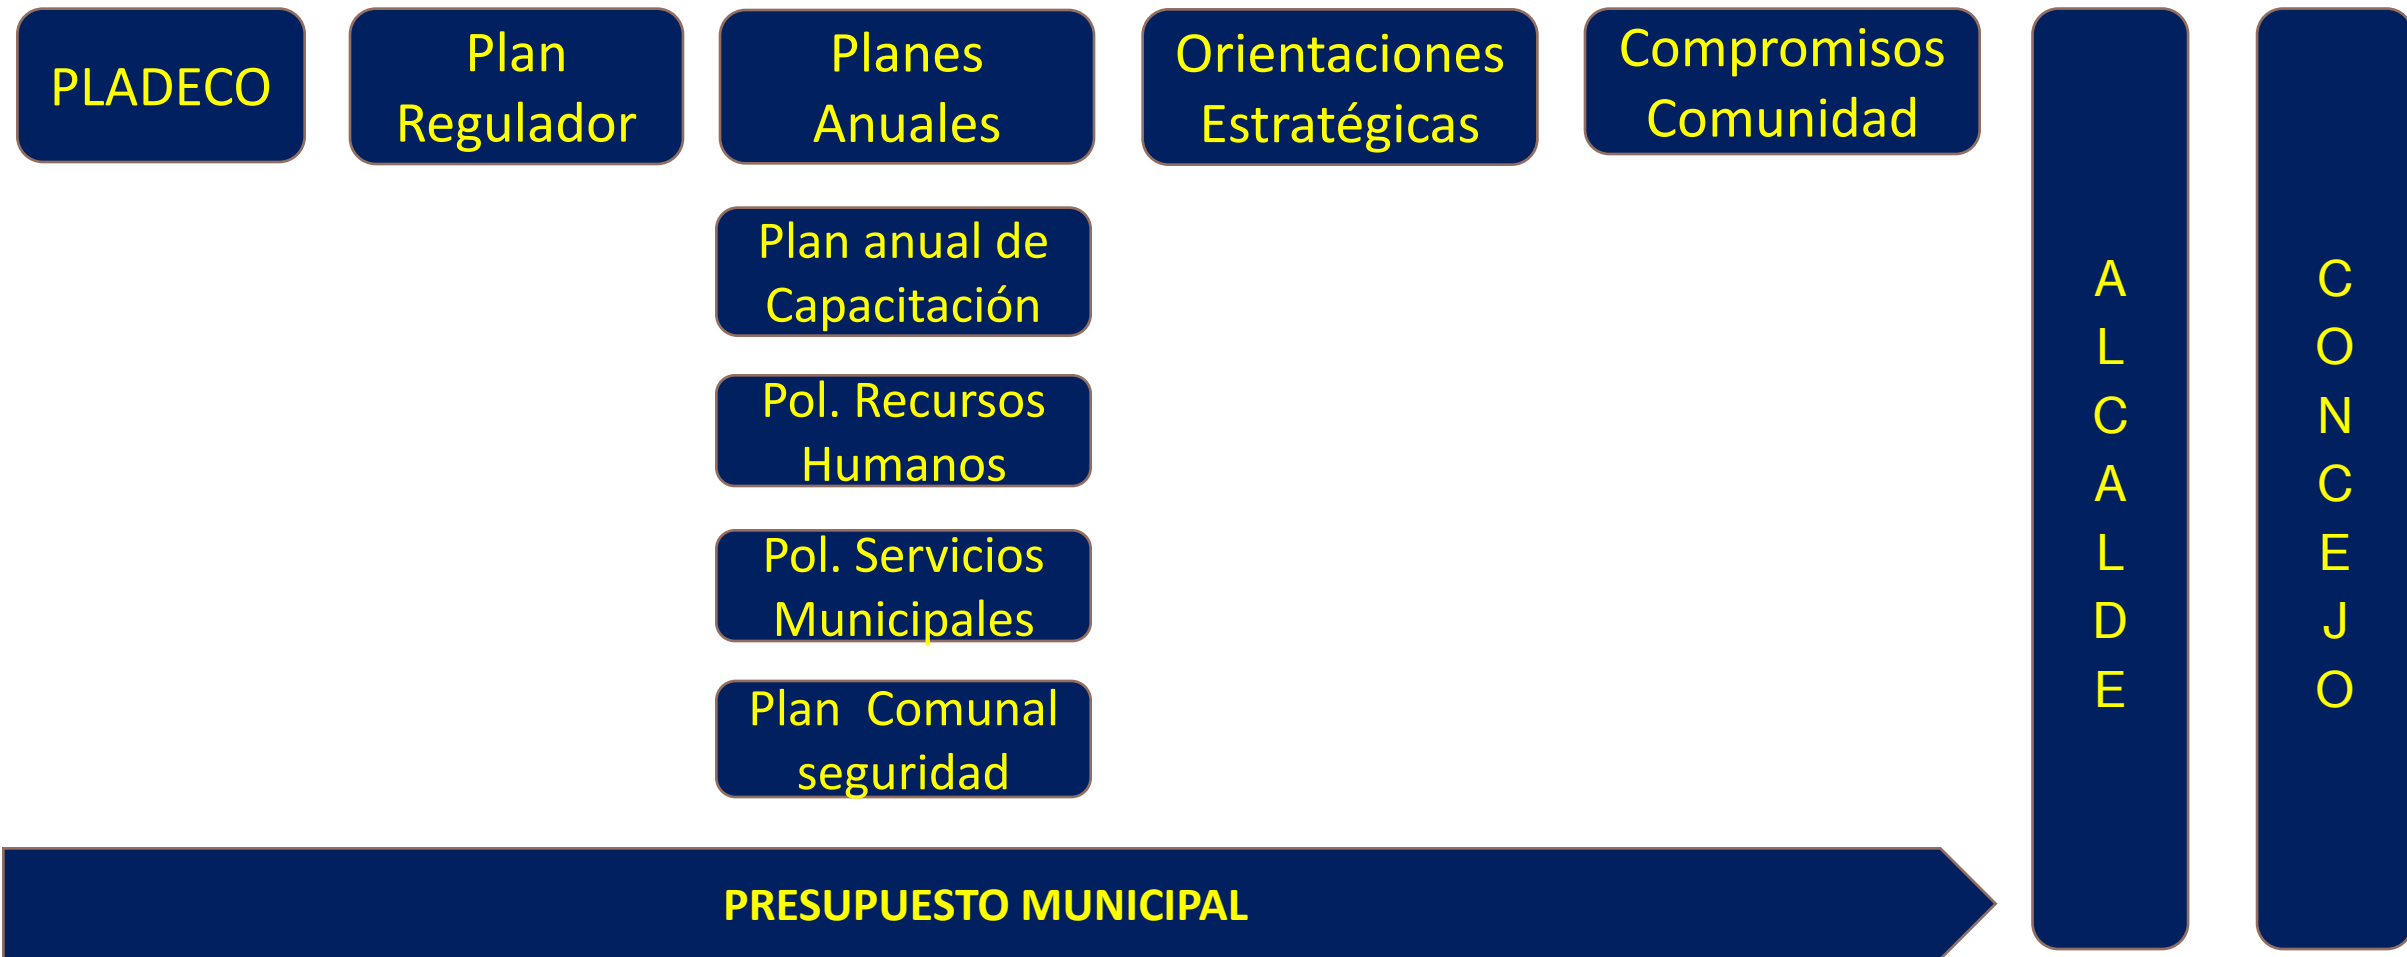 PLADECO
Plan
Regulador
Planes
Anuales
Orientaciones
Estratégicas
Compromisos
Comunidad
Plan anual de
Capacitación
Pol. Recursos
Humanos
Pol. Servicios
Municipales
Plan  Comunal
seguridad
PRESUPUESTO MUNICIPAL
A
L
C
A
L
D
E
C
O
N
C
E
J
O